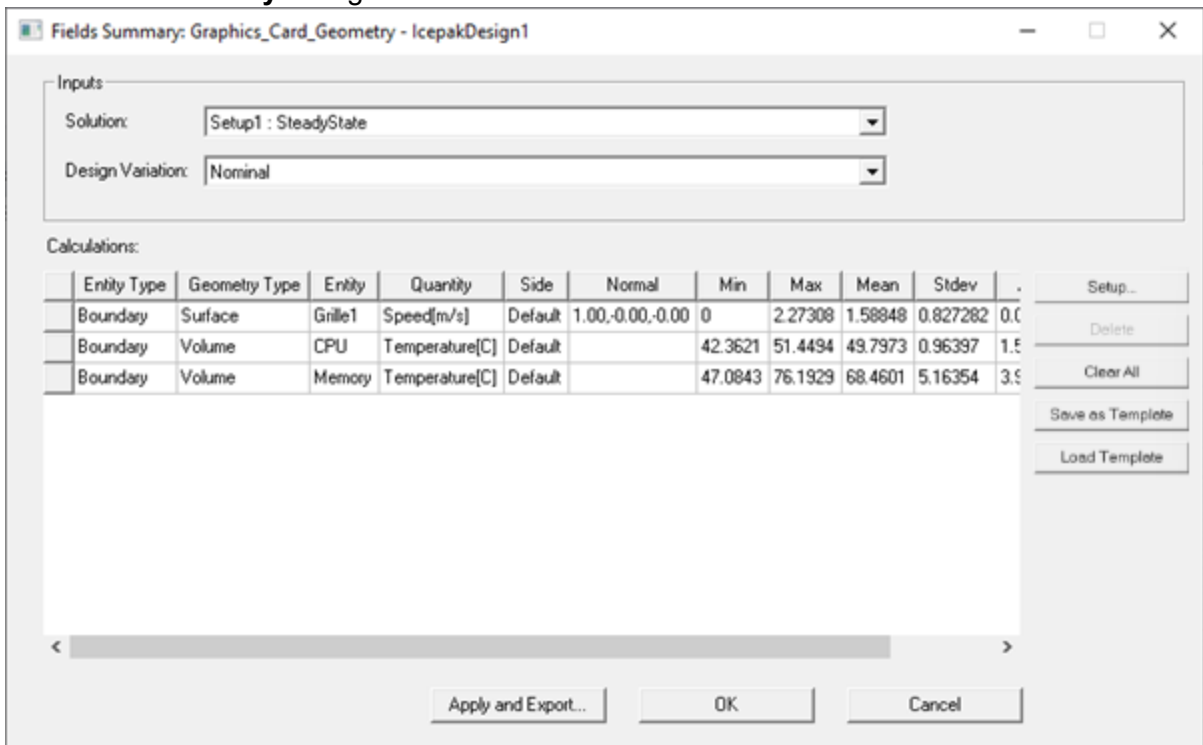 Fields Summary: Graphics_Card_Geometry - IcepakDesign1
Inputs
Solution: Setup1 : SteadyState
Design Variation: Nominal
Calculations:
Entity Type Geometry Type Entity Quantity Side Normal Min Max Mean Stdev
Boundary Surface Grille1 Speed[m/s] Default 1.00,-0.00,-0.00 0 2.27308 1.58848 0.827282
Boundary Volume CPU Temperature[C] Default 42.3621 51.4494 49.7973 0.96397
Boundary Volume Memory Temperature[C] Default 47.0843 76.1929 68.4601 5.16354
Setup...
Delete
Clear All
Save as Template
Load Template
Apply and Export... OK Cancel